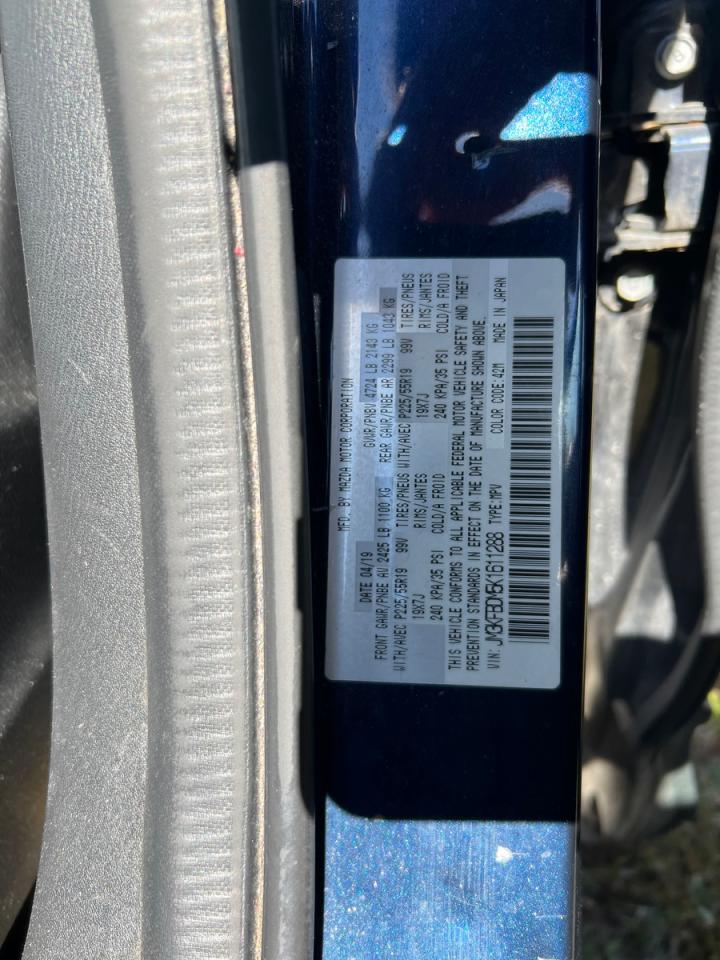 MFD. BY MAZDA MOTOR CORPORATION
DATE 04/19 GVWR/PNBV 4724 LB 2143 KG
FRONT GAWR/PNBE AV 2425 LB 1100 KG REAR GAWR/PNBE AR 2299 LB 1043 KG
WITH/AVEC P225/55R19 99V TIRES/PNEUS WITH/AVEC P225/55R19 99V TIRES/PNEUS
19X7J RIMS/JANTES 19X7J RIMS/JANTES
240 KPA/35 PSI COLD/A FROID 240 KPA/35 PSI COLD/A FROID
THIS VEHICLE CONFORMS TO ALL APPLICABLE FEDERAL MOTOR VEHICLE SAFETY AND THEFT
PREVENTION STANDARDS IN EFFECT ON THE DATE OF MANUFACTURE SHOWN ABOVE.
VIN: JM3KFBDM5K1611288 TYPE:MPV COLOR CODE:42M MADE IN JAPAN